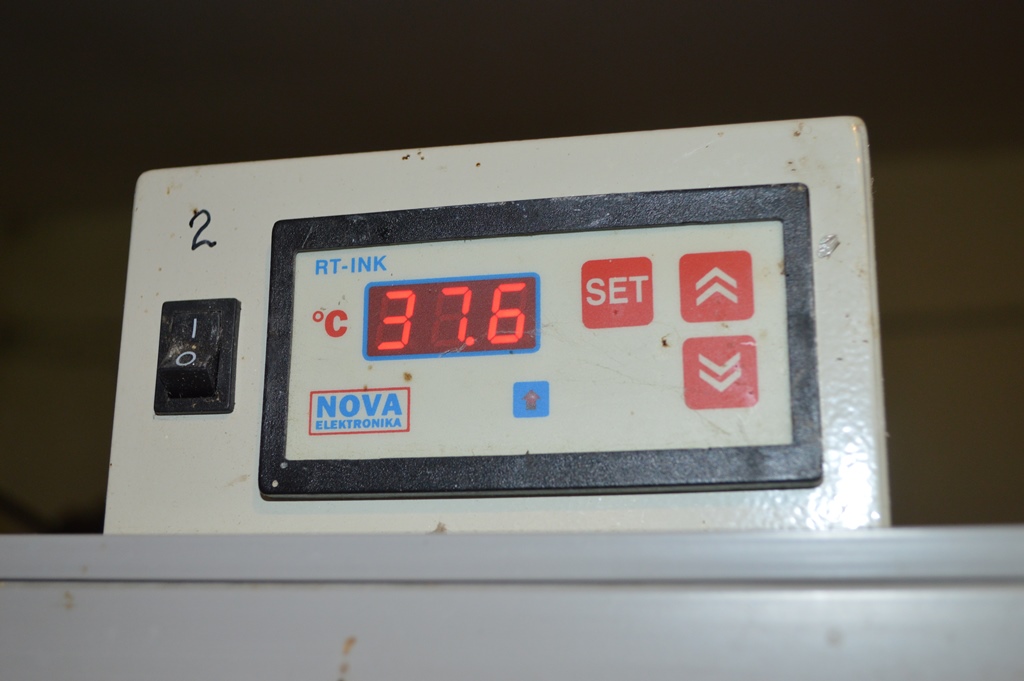 2
RT-INK
°C
37.6
SET
I
O
NOVA
ELEKTRONIKA